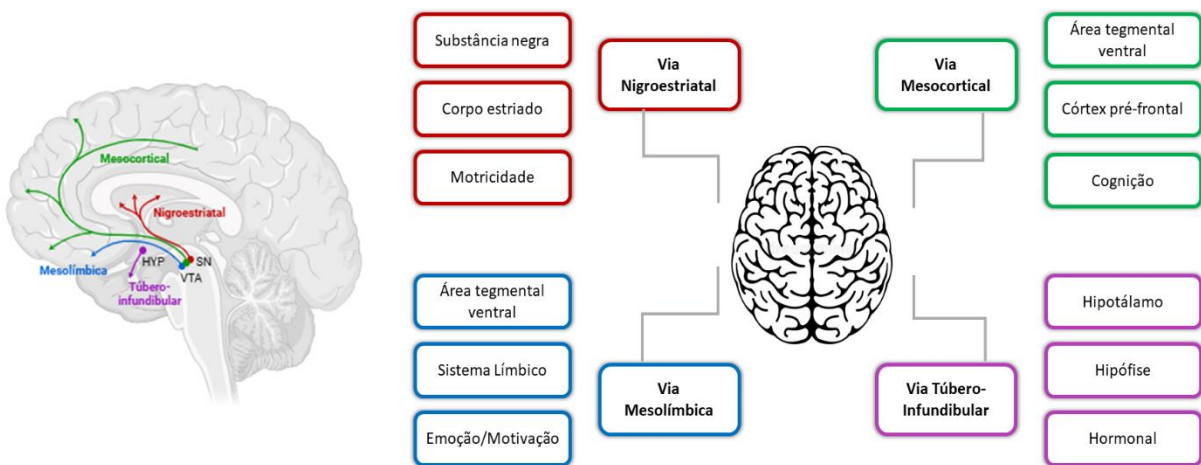 Mesocortical
Nigroestriatal
Mesolímbica
HYP
SN
VTA
Túbero-
infundibular
Substância negra
Corpo estriado
Motricidade
Via
Nigroestriatal
Via
Mesocortical
Área tegmental
ventral
Córtex pré-frontal
Cognição
Área tegmental
ventral
Sistema Límbico
Emoção/Motivação
Via
Mesolímbica
Via Túbero-
Infundibular
Hipotálamo
Hipófise
Hormonal